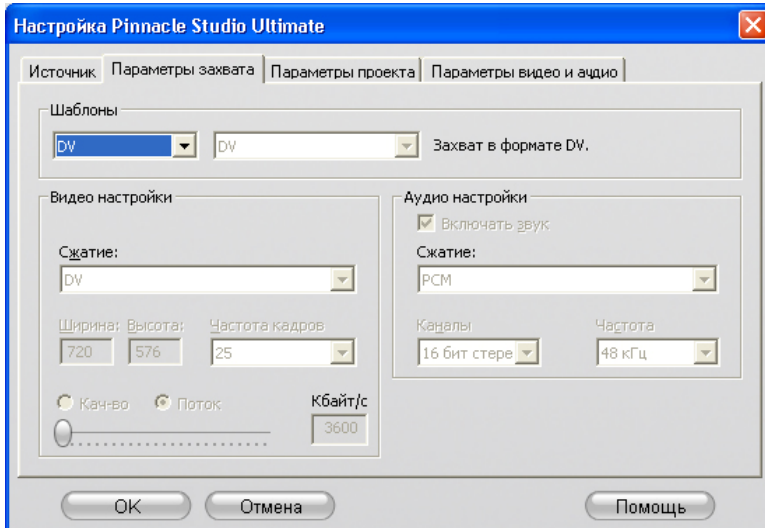 Настройка Pinnacle Studio Ultimate
Источник Параметры захвата Параметры проекта Параметры видео и аудио
Шаблоны
DV DV Захват в формате DV.
Видео настройки
Сжатие:
DV
Ширина: Высота: Частота кадров
720 576 25
Кач-во Поток Кбайт/с
3600
Аудио настройки
Включать звук
Сжатие:
PCM
Каналы Частота
16 бит стере 48 кГц
OK Отмена Помощь